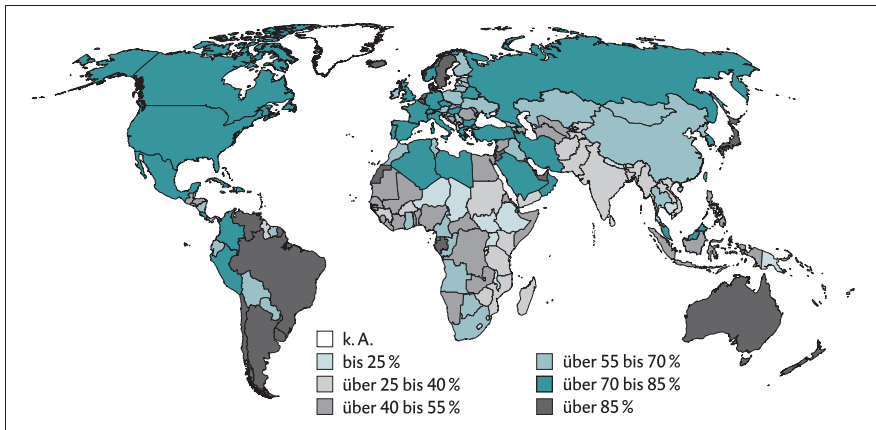 k. A.
bis 25 %
über 25 bis 40 %
über 40 bis 55 %
über 55 bis 70 %
über 70 bis 85 %
über 85 %